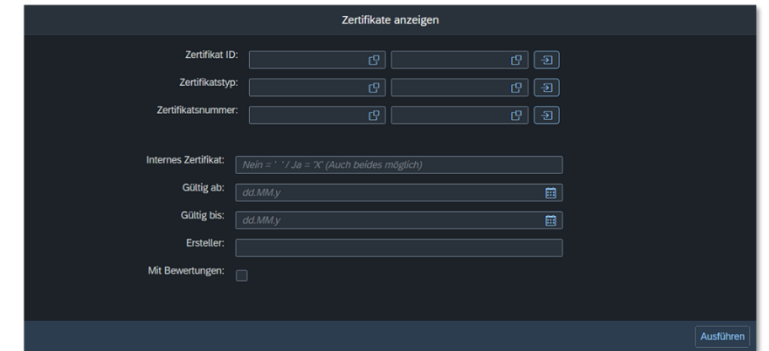 Zertifikate anzeigen
Zertifikat ID:
Zertifikatstyp:
Zertifikatsnummer:
Internes Zertifikat: Nein = ' ' / Ja = 'X' (Auch beides möglich)
Gültig ab: dd.MM.y
Gültig bis: dd.MM.y
Ersteller:
Mit Bewertungen:
Ausführen